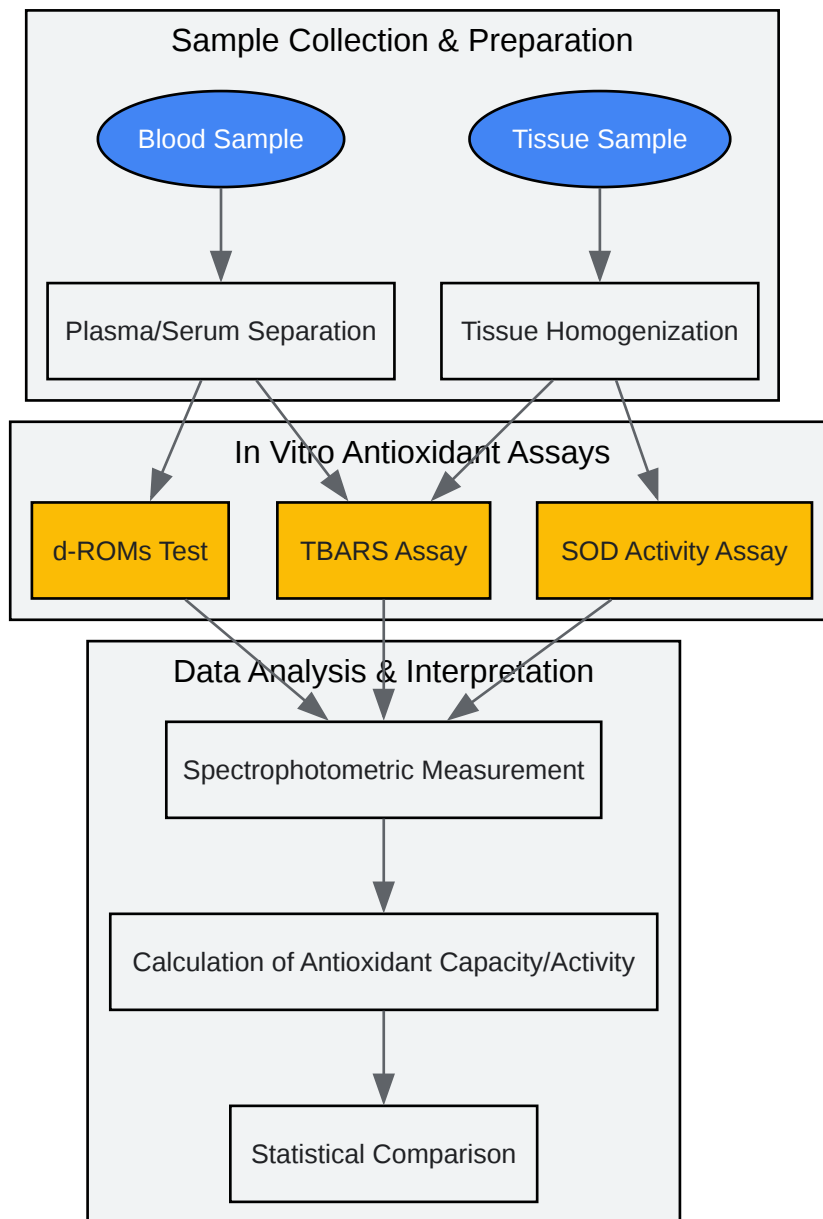 Sample Collection & Preparation
Blood Sample
Tissue Sample
Plasma/Serum Separation
Tissue Homogenization
In Vitro Antioxidant Assays
d-ROMs Test
TBARS Assay
SOD Activity Assay
Data Analysis & Interpretation
Spectrophotometric Measurement
Calculation of Antioxidant Capacity/Activity
Statistical Comparison